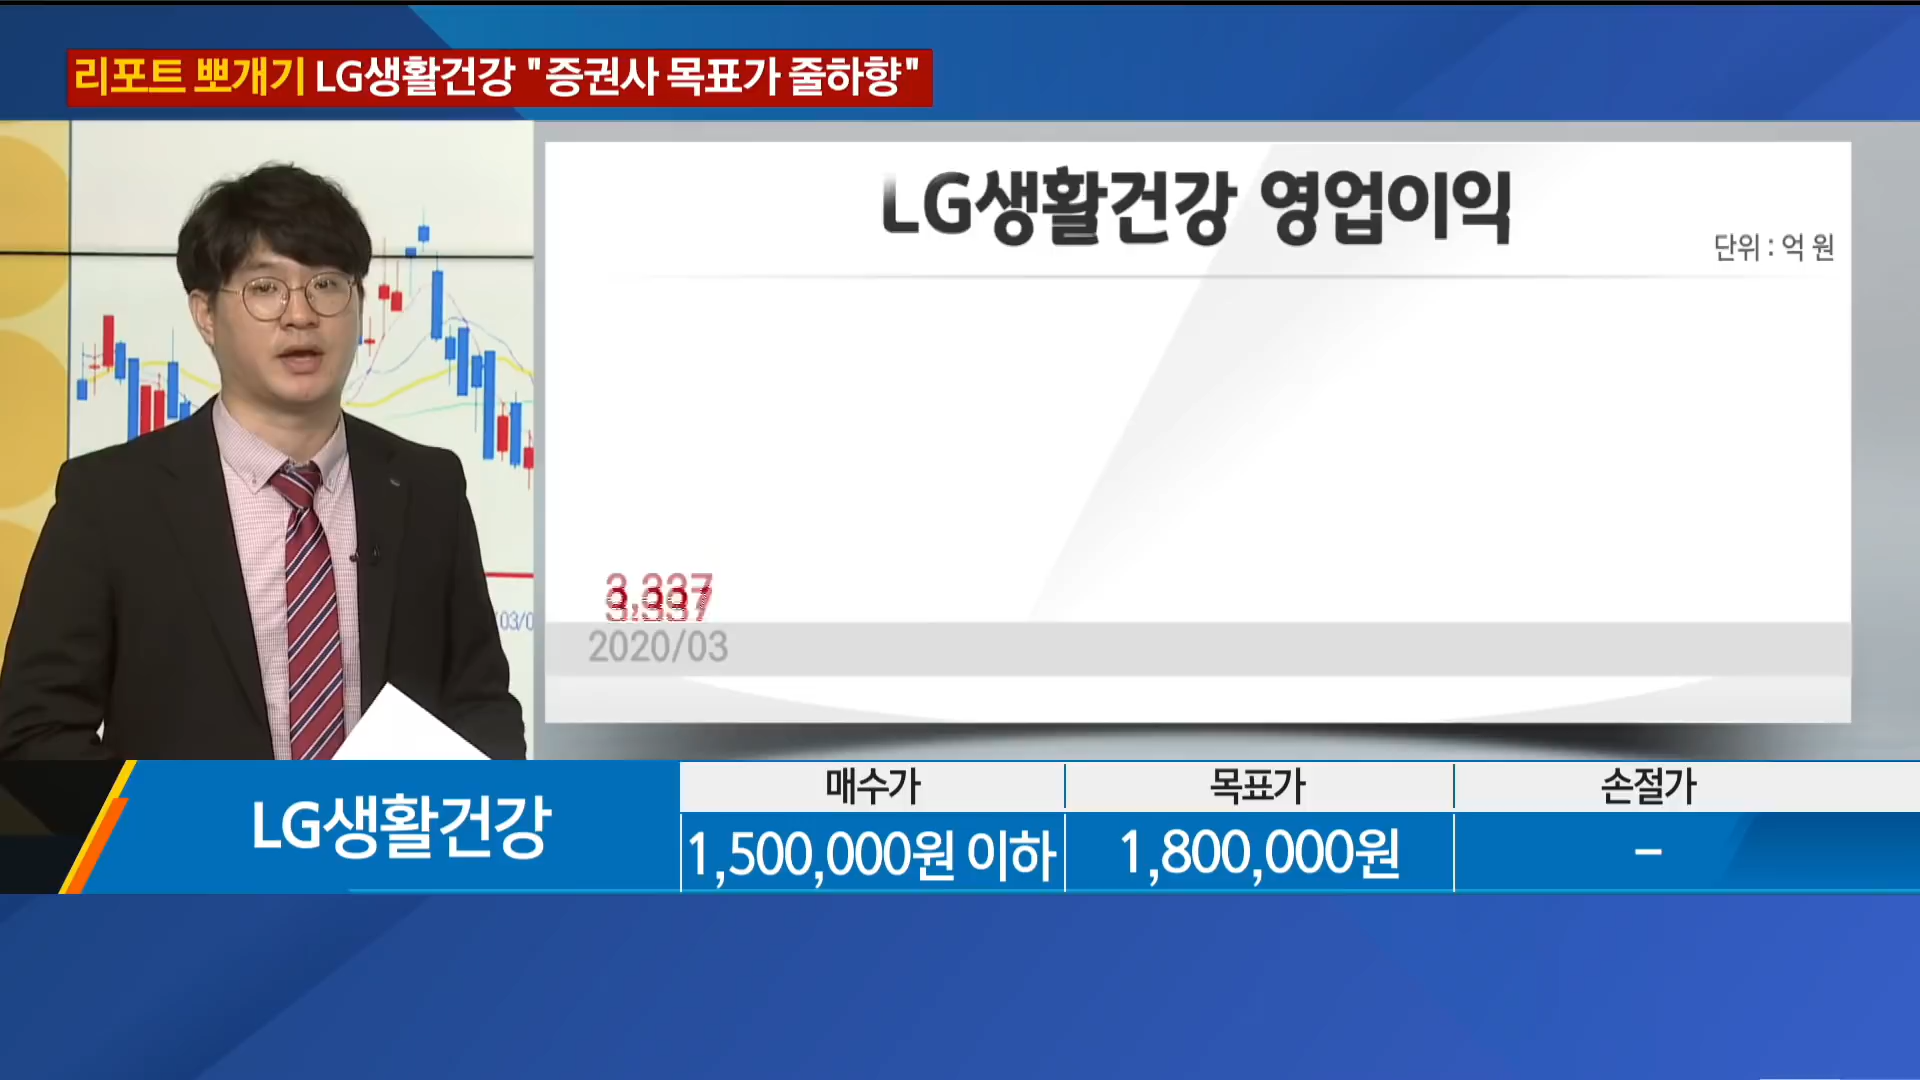 리포트 뽀개기 LG생활건강 "증권사 목표가 줄하향"
LG생활건강 영업이익
단위 : 억 원
3,337
2020/03
03/0
LG생활건강
매수가
목표가
손절가
1,500,000원 이하
1,800,000원
–